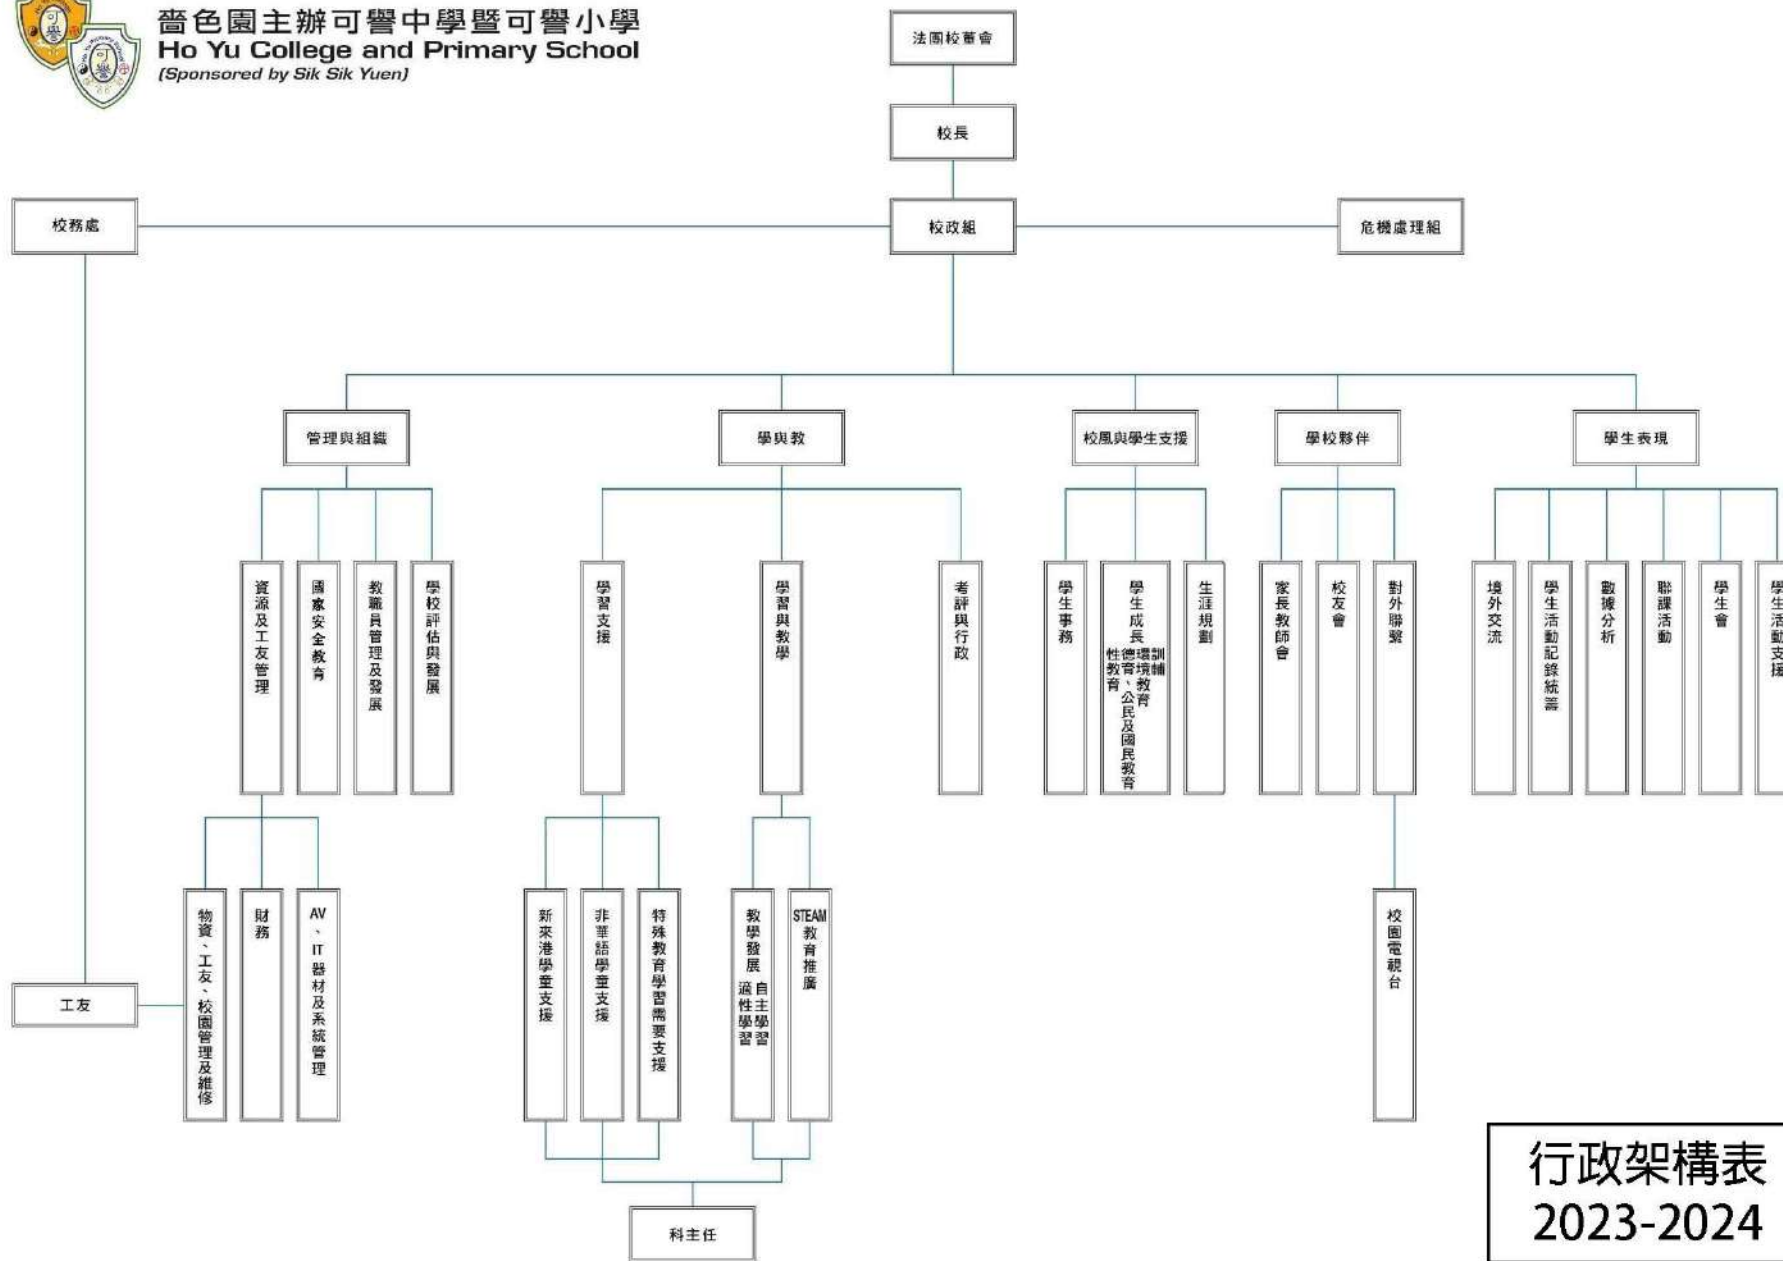 嗇色園主辦可譽中學暨可譽小學
Ho Yu College and Primary School
(Sponsored by Sik Sik Yuen)
法團校董會
校長
校務處
校政組
危機處理組
管理與組織
學與教
校風與學生支援
學校夥伴
學生表現
資源及工友管理
國家安全教育
教職員管理及發展
學校評估與發展
學習支援
學習與教學
考評與行政
學生事務
學生成長
訓輔
環境教育
德育、公民及國民教育
性教育
生涯規劃
家長教師會
校友會
對外聯繫
境外交流
學生活動記錄統籌
數據分析
聯課活動
學生會
學生活動支援
物資、工友、校園管理及維修
財務
AV、IT器材及系統管理
新來港學童支援
非華語學童支援
特殊教育學習需要支援
教學發展
自主學習
適性學習
STEAM教育推廣
校園電視台
工友
科主任
行政架構表
2023-2024